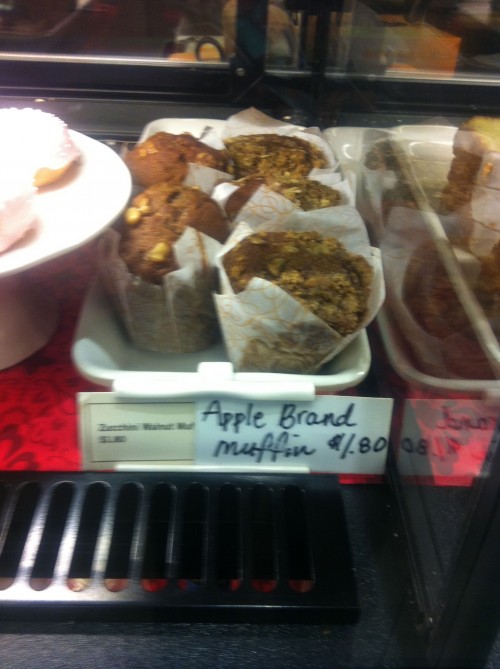 Zucchini Walnut Muf
$1.80
Apple Brand
muffin $1.80